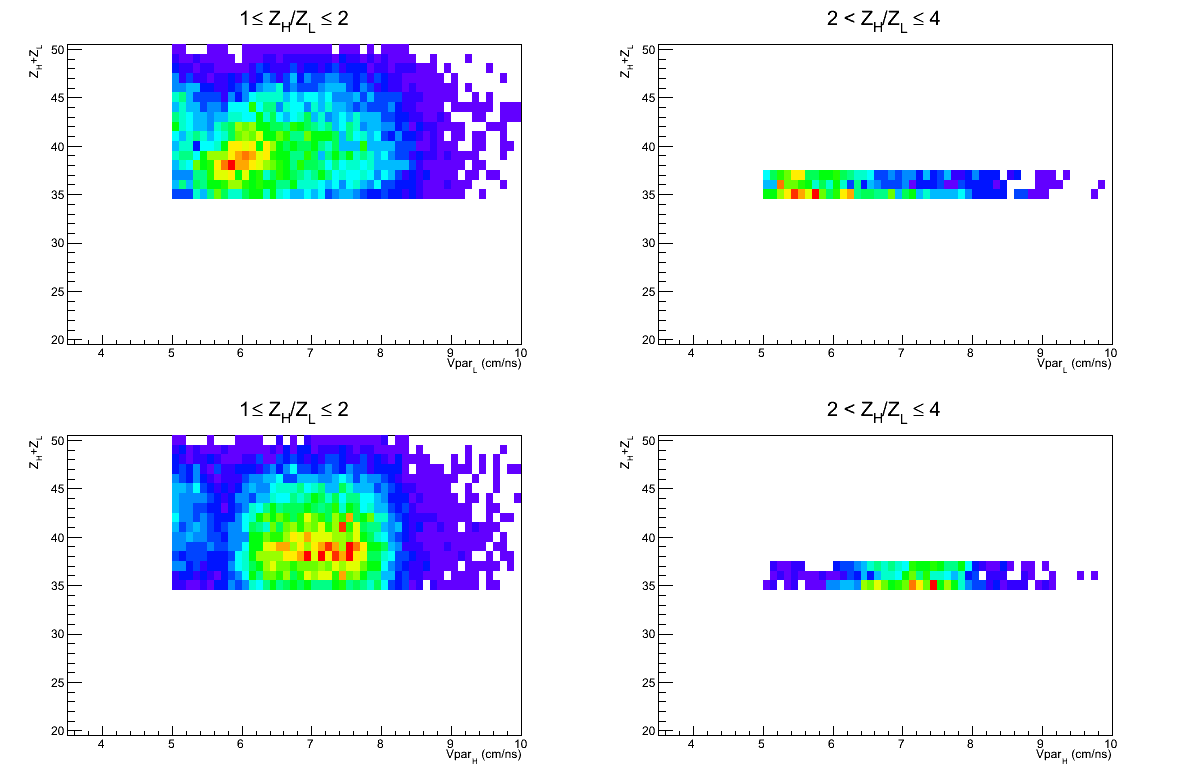 1≤ Z_H/Z_L ≤ 2
2 < Z_H/Z_L ≤ 4
Z_H+Z_L
50
45
40
35
30
25
20
4 5 6 7 8 9 10
Vpar_L (cm/ns)
Z_H+Z_L
50
45
40
35
30
25
20
4 5 6 7 8 9 10
Vpar_L (cm/ns)
1≤ Z_H/Z_L ≤ 2
2 < Z_H/Z_L ≤ 4
Z_H+Z_L
50
45
40
35
30
25
20
4 5 6 7 8 9 10
Vpar_H (cm/ns)
Z_H+Z_L
50
45
40
35
30
25
20
4 5 6 7 8 9 10
Vpar_H (cm/ns)